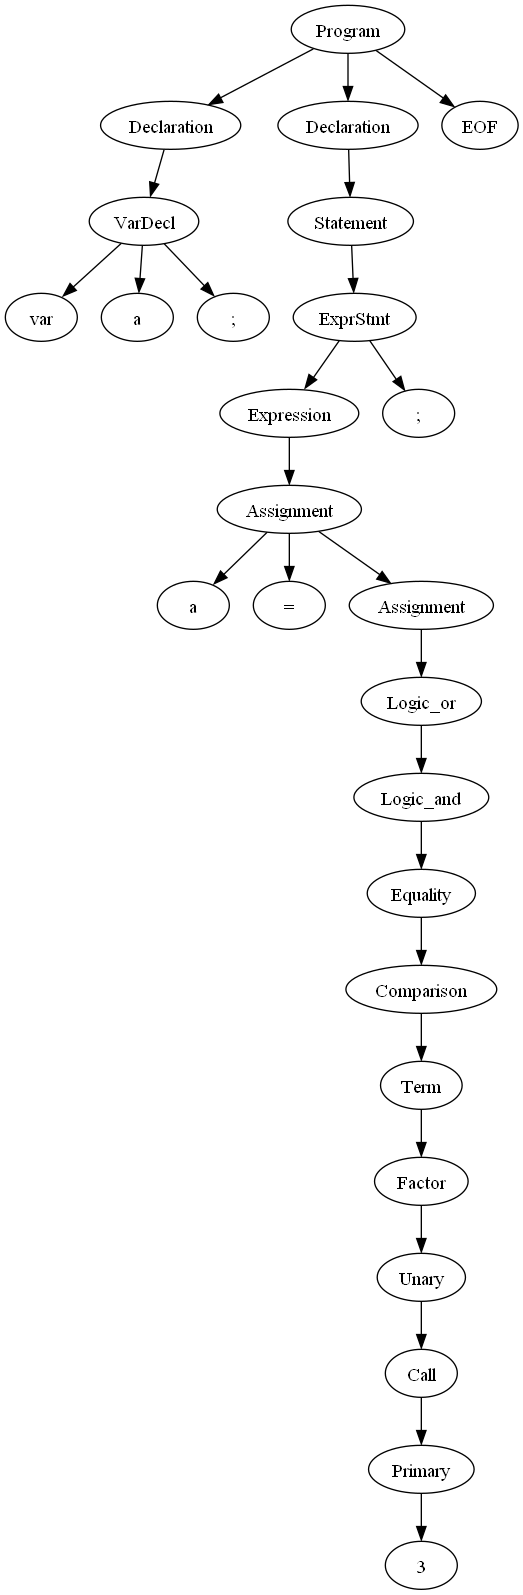 Program
Declaration Declaration EOF
VarDecl Statement
var a ; ExprStmt
Expression ;
Assignment
a = Assignment
Logic_or
Logic_and
Equality
Comparison
Term
Factor
Unary
Call
Primary
3